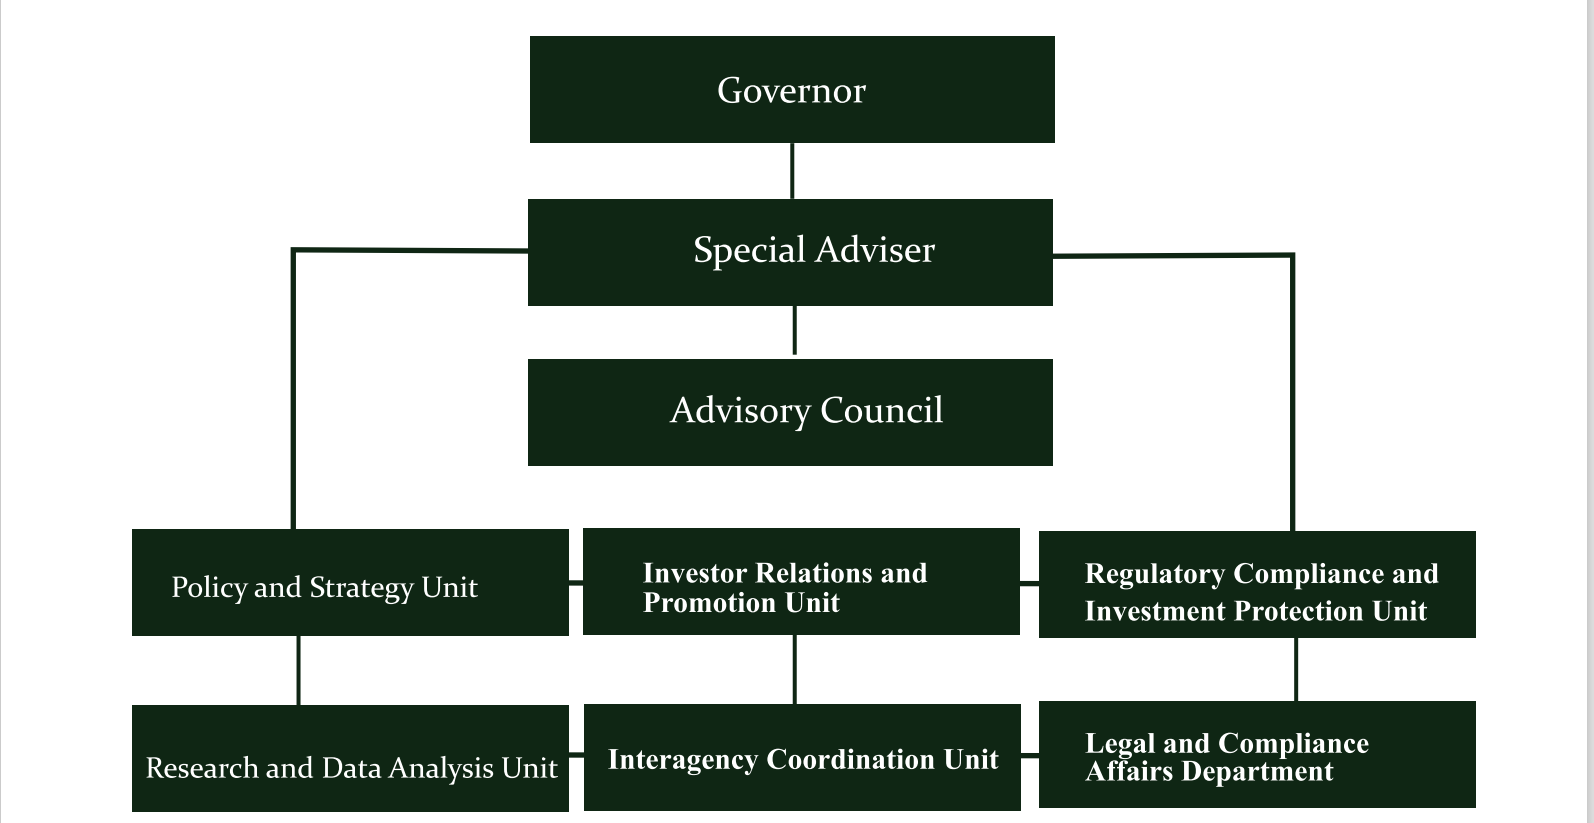 Governor
Special Adviser
Advisory Council
Policy and Strategy Unit
Investor Relations and
Promotion Unit
Regulatory Compliance and
Investment Protection Unit
Research and Data Analysis Unit
Interagency Coordination Unit
Legal and Compliance
Affairs Department